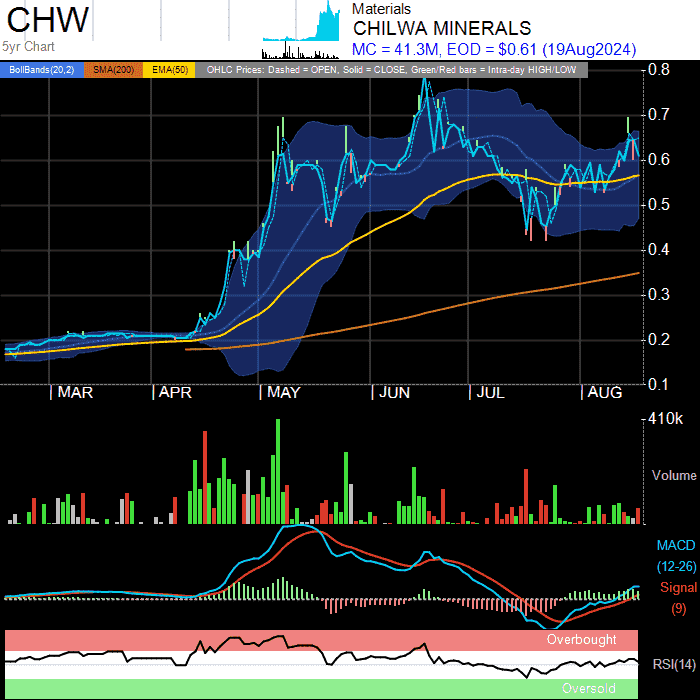 CHW
5yr Chart
Materials
CHILWA MINERALS
MC = 41.3M, EOD = $0.61 (19Aug2024)
BollBands(20,2) SMA(200) EMA(50) OHLC Prices: Dashed = OPEN, Solid = CLOSE, Green/Red bars = Intra-day HIGH/LOW
0.8
0.7
0.6
0.5
0.4
0.3
0.2
0.1
MAR APR MAY JUN JUL AUG
410k
Volume
MACD
(12-26)
Signal
(9)
Overbought
RSI(14)
Oversold